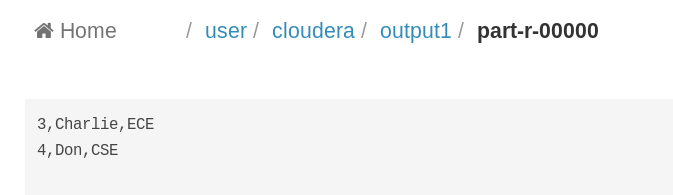 Home / user / cloudera / output1 / part-r-00000
3,Charlie,ECE
4,Don,CSE